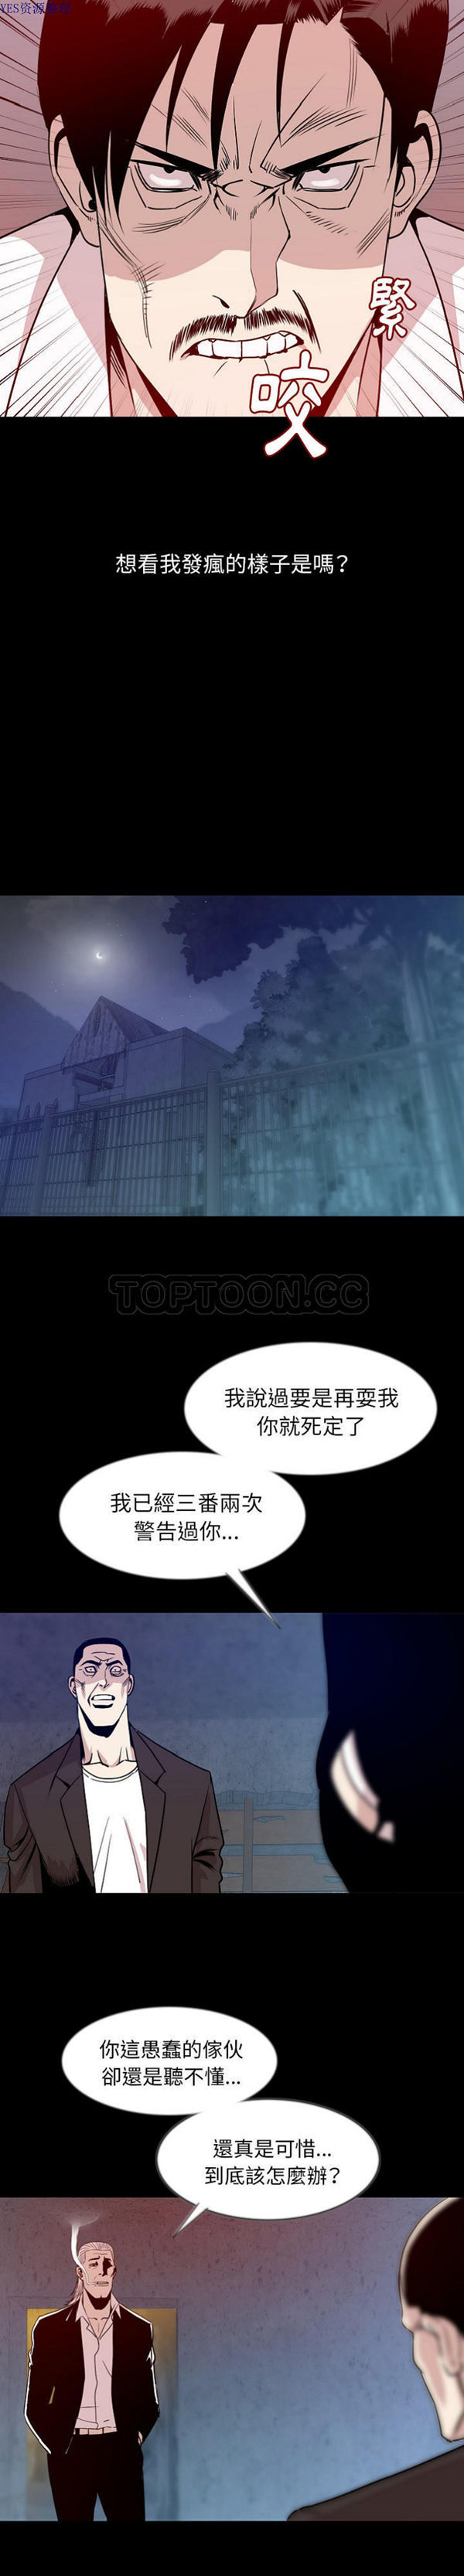 YES资源
緊
咬
想看我發瘋的樣子是嗎？
TOPTOON.CC
我說過要是再耍我
你就死定了
我已經三番兩次
警告過你...
你這愚蠢的傢伙
卻還是聽不懂...
還真是可惜...
到底該怎麼辦？